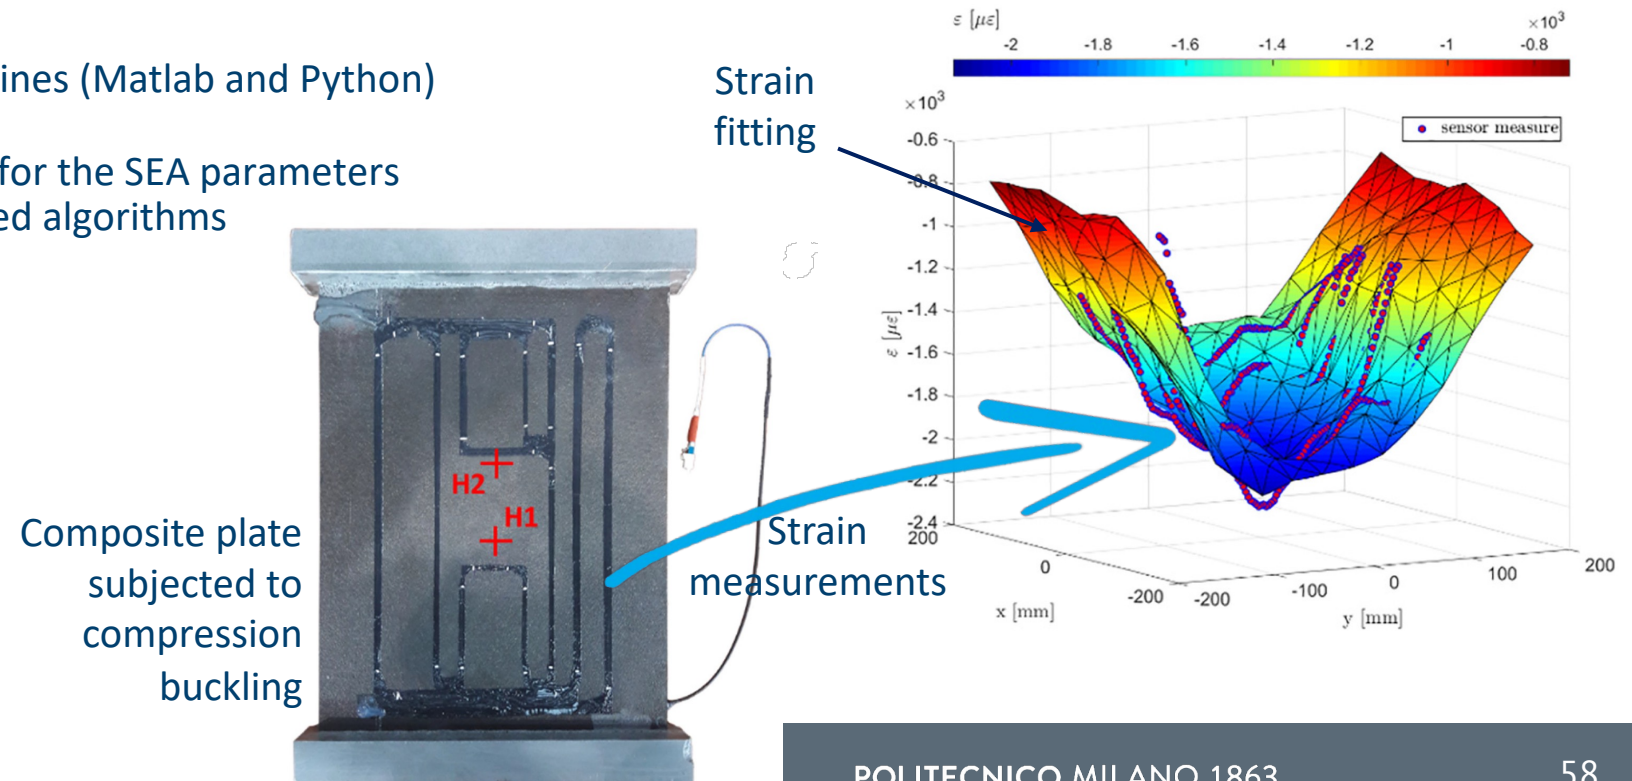 ines (Matlab and Python)
for the SEA parameters
ed algorithms
Strain
fitting
Composite plate
subjected to
compression
buckling
H2
H1
Strain
measurements
ε [με]
×10³
-2 -1.8 -1.6 -1.4 -1.2 -1 -0.8
×10³
sensor measure
-0.6
-0.8
-1
-1.2
-1.4
-1.6
-1.8
-2
-2.2
-2.4
ε [με]
200
0
-200
x [mm]
-200
-100
0
100
200
y [mm]
POLITECNICO MILANO 1863
58